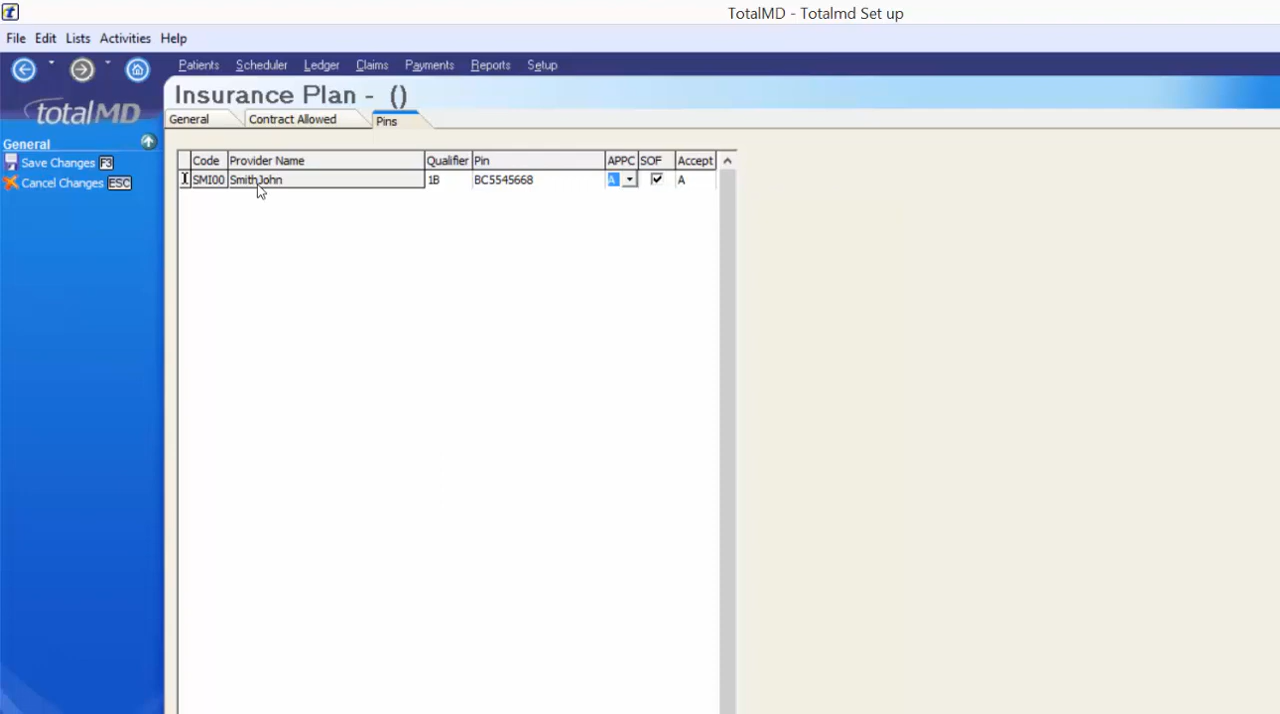 TotalMD - Totalmd Set up
File Edit Lists Activities Help
Patients Scheduler Ledger Claims Payments Reports Setup
totalMD
Insurance Plan - ()
General Contract Allowed Pins
General
Save Changes F3
Cancel Changes ESC
Code Provider Name Qualifier Pin APPC SOF Accept
SMI00 SmithJohn 1B BC5545668 A A